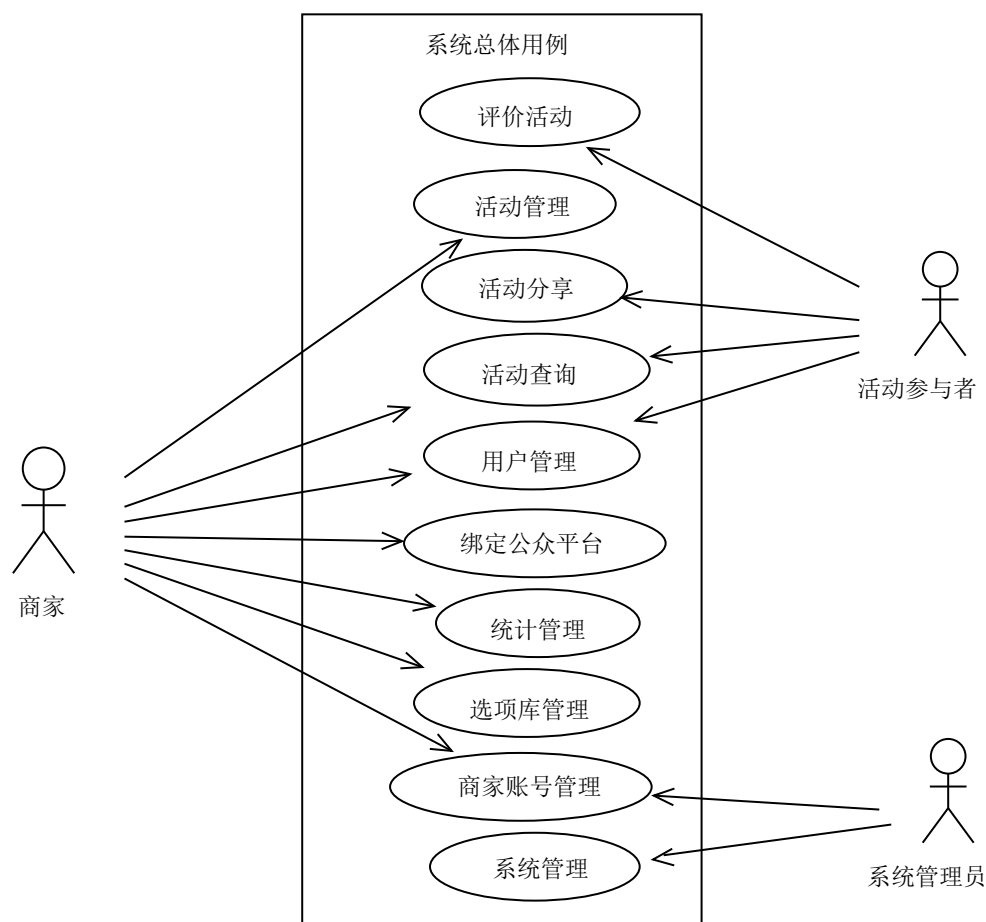 系统总体用例
评价活动
活动管理
活动分享
活动查询
活动参与者
用户管理
绑定公众平台
商家
统计管理
选项库管理
商家账号管理
系统管理
系统管理员